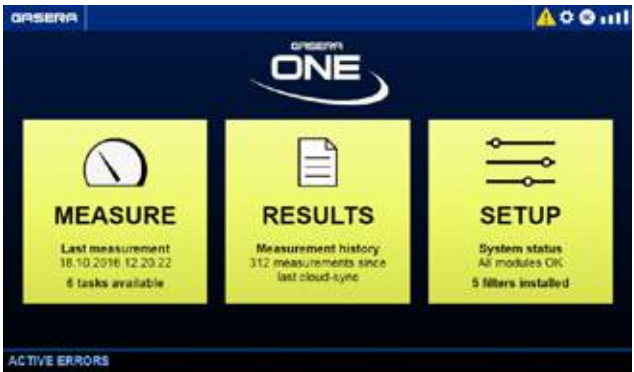 GASERA
GASERA
ONE
MEASURE
Last measurement
18.10.2016 12.20.22
6 tasks available
RESULTS
Measurement history
312 measurements since
last cloud-sync
SETUP
System status
All modules OK
5 filters installed
ACTIVE ERRORS